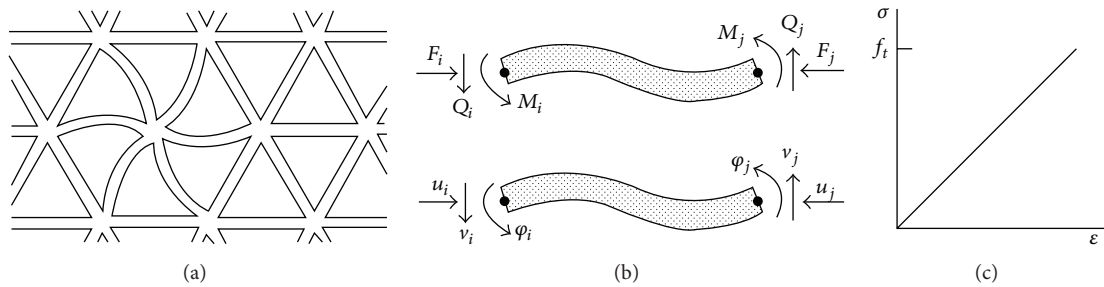 F_i
Q_i
M_i
M_j
Q_j
F_j
u_i
v_i
φ_i
φ_j
v_j
u_j
σ
f_t
ε
(a)
(b)
(c)